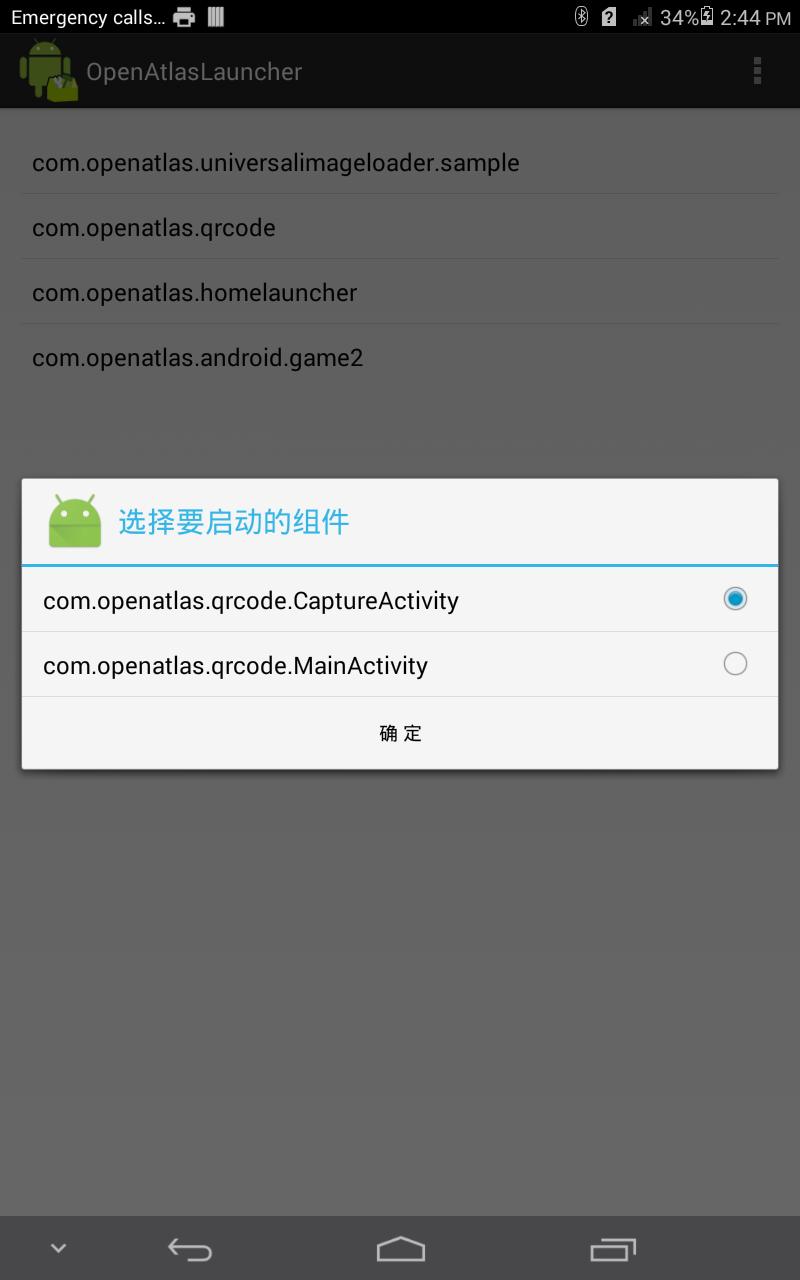 Emergency calls... 34% 2:44 PM
OpenAtlasLauncher
com.openatlas.universalimageloader.sample
com.openatlas.qrcode
com.openatlas.homelauncher
com.openatlas.android.game2
选择要启动的组件
com.openatlas.qrcode.CaptureActivity
com.openatlas.qrcode.MainActivity
确定